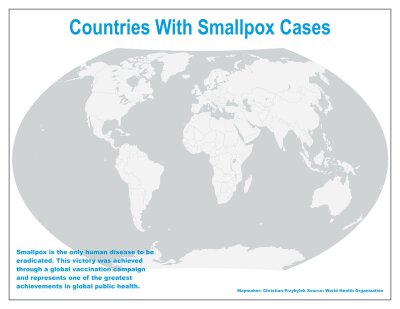 Countries With Smallpox Cases
Smallpox is the only human disease to be
eradicated. This victory was achieved
through a global vaccination campaign
and represents one of the greatest
achievements in global public health.
Mapmaker: Christian Przybylek Source: World Health Organization